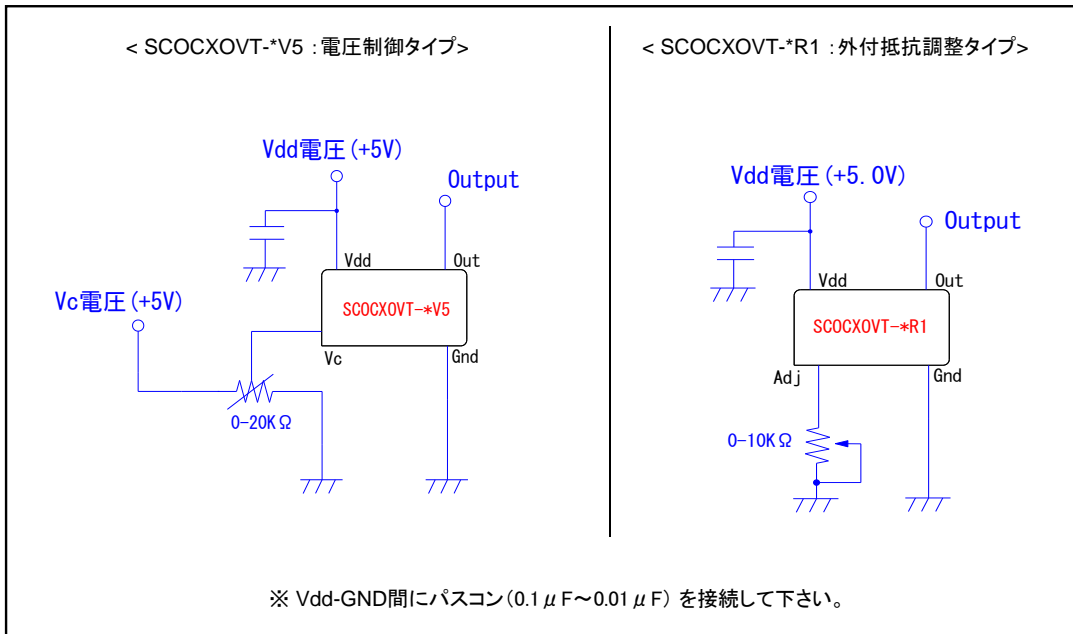 < SCOCXOVT-*V5 : 電圧制御タイプ>
Vdd電圧(+5V)
Output
Vdd
Out
Vc電圧(+5V)
SCOCXOVT-*V5
Vc
Gnd
0-20KΩ
< SCOCXOVT-*R1 : 外付抵抗調整タイプ>
Vdd電圧(+5.0V)
Output
Vdd
Out
SCOCXOVT-*R1
Adj
Gnd
0-10KΩ
※ Vdd-GND間にパスコン(0.1μF～0.01μF) を接続して下さい。